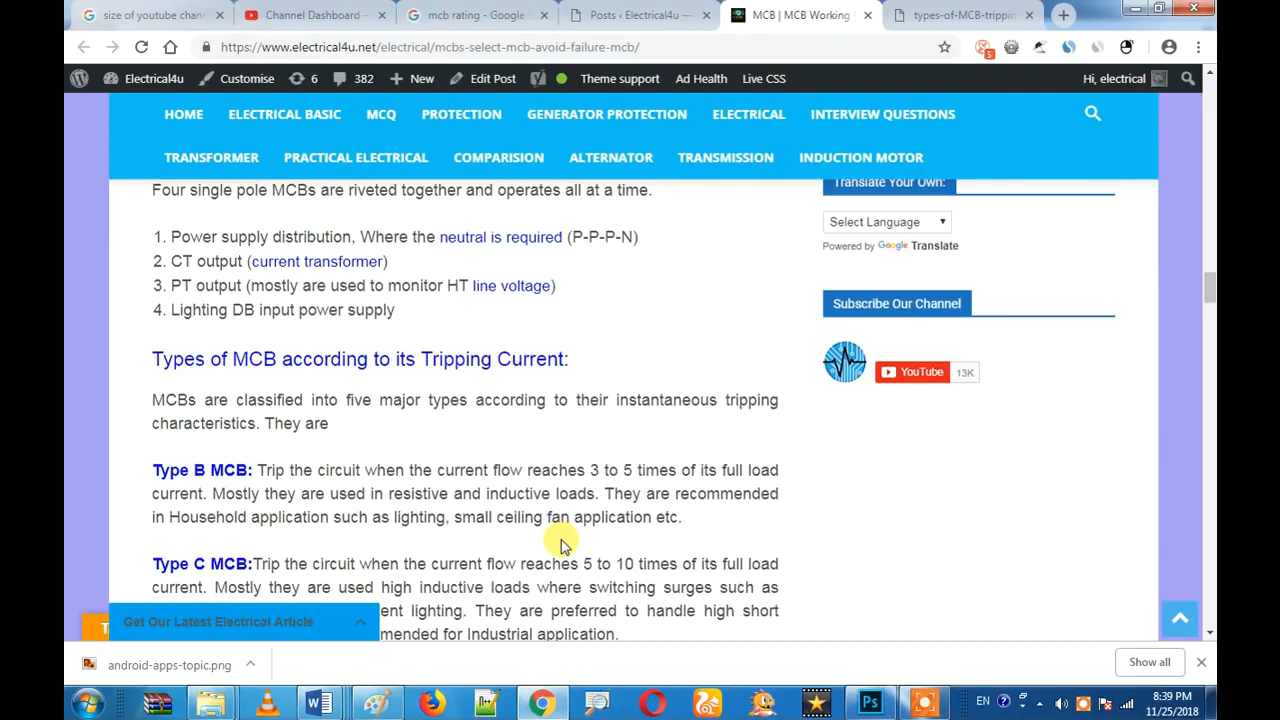 size of youtube chann
Channel Dashboard -
mcb rating - Google S
Posts ‹ Electrical4u —
MCB | MCB Working
types-of-MCB-trippin
https://www.electrical4u.net/electrical/mcbs-select-mcb-avoid-failure-mcb/
5
Electrical4u Customise 6 382 New Edit Post Theme support Ad Health Live CSS Hi, electrical
HOME ELECTRICAL BASIC MCQ PROTECTION GENERATOR PROTECTION ELECTRICAL INTERVIEW QUESTIONS
TRANSFORMER PRACTICAL ELECTRICAL COMPARISION ALTERNATOR TRANSMISSION INDUCTION MOTOR
Four single pole MCBs are riveted together and operates all at a time.
1. Power supply distribution, Where the neutral is required (P-P-P-N)
2. CT output (current transformer)
3. PT output (mostly are used to monitor HT line voltage)
4. Lighting DB input power supply
Types of MCB according to its Tripping Current:
MCBs are classified into five major types according to their instantaneous tripping
characteristics. They are
Type B MCB: Trip the circuit when the current flow reaches 3 to 5 times of its full load
current. Mostly they are used in resistive and inductive loads. They are recommended
in Household application such as lighting, small ceiling fan application etc.
Type C MCB:Trip the circuit when the current flow reaches 5 to 10 times of its full load
current. Mostly they are used high inductive loads where switching surges such as
ent lighting. They are preferred to handle high short
mended for Industrial application.
Translate Your Own:
Select Language
Powered by Google Translate
Subscribe Our Channel
YouTube 13K
T
Get Our Latest Electrical Article
android-apps-topic.png
Show all
W
Ps
EN
8:39 PM
11/25/2018